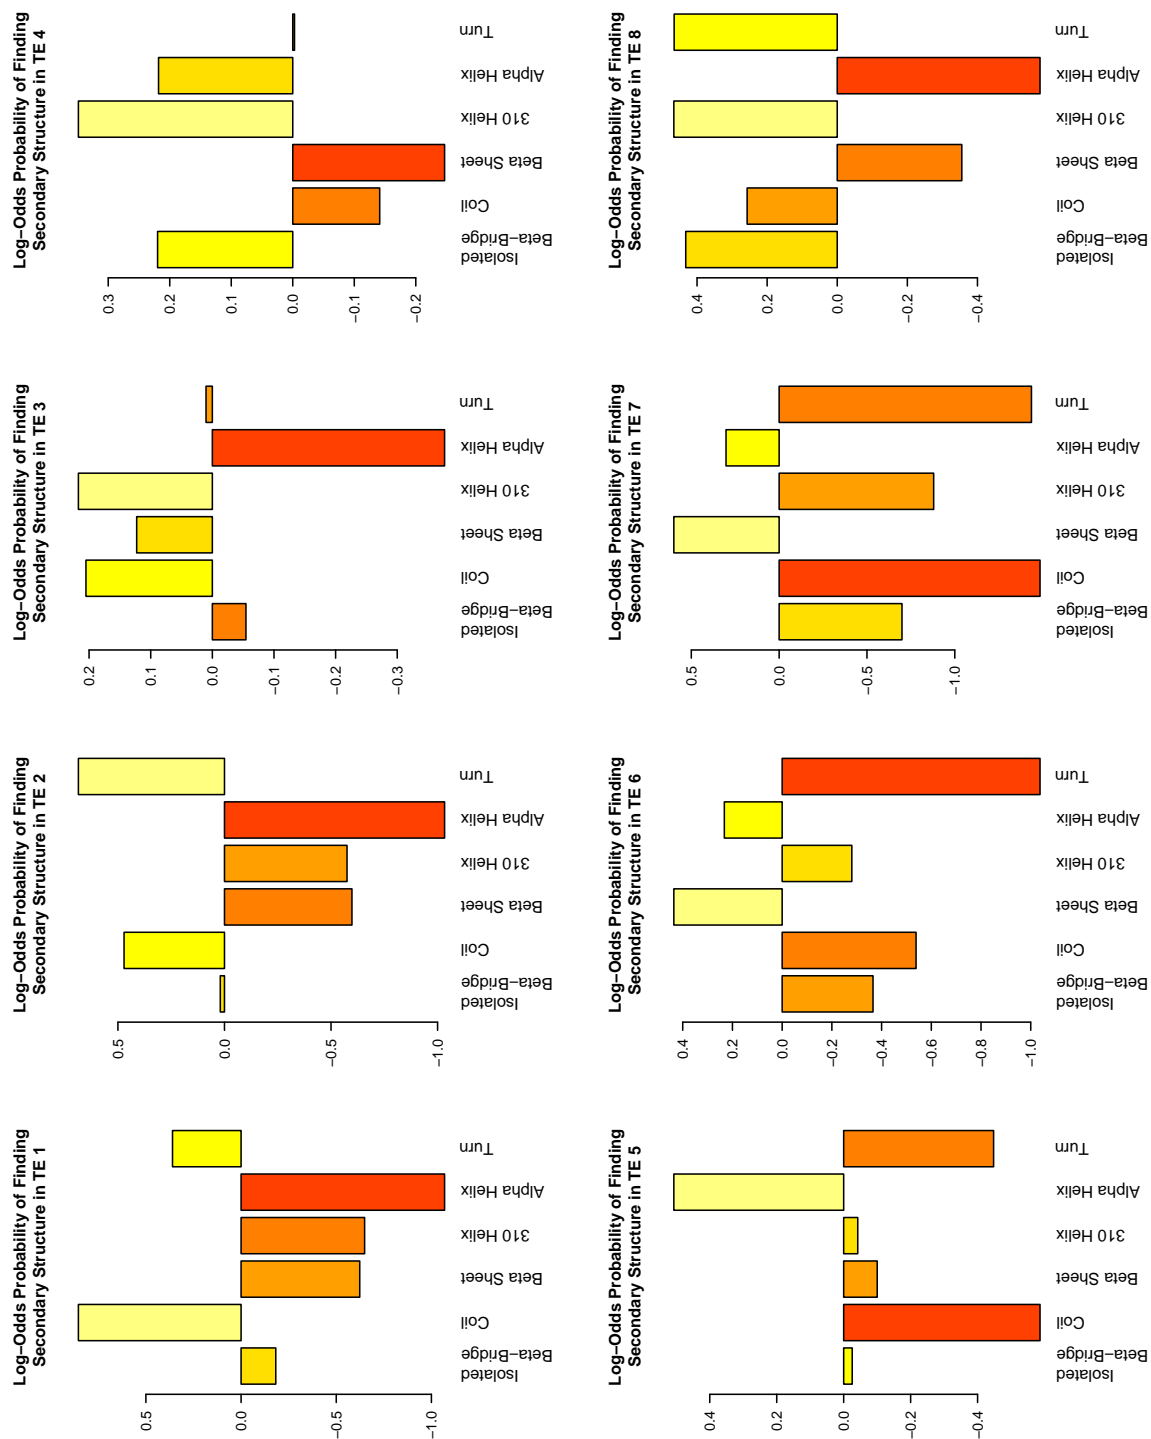 Log−Odds Probability of Finding
Secondary Structure in TE 1
0.5
0.0
−0.5
−1.0
Isolated
Beta−Bridge
Coil
Beta Sheet
310 Helix
Alpha Helix
Turn
Log−Odds Probability of Finding
Secondary Structure in TE 2
0.5
0.0
−0.5
−1.0
Isolated
Beta−Bridge
Coil
Beta Sheet
310 Helix
Alpha Helix
Turn
Log−Odds Probability of Finding
Secondary Structure in TE 3
0.2
0.1
0.0
−0.1
−0.2
−0.3
Isolated
Beta−Bridge
Coil
Beta Sheet
310 Helix
Alpha Helix
Turn
Log−Odds Probability of Finding
Secondary Structure in TE 4
0.3
0.2
0.1
0.0
−0.1
−0.2
Isolated
Beta−Bridge
Coil
Beta Sheet
310 Helix
Alpha Helix
Turn
Log−Odds Probability of Finding
Secondary Structure in TE 5
0.4
0.2
0.0
−0.2
−0.4
Isolated
Beta−Bridge
Coil
Beta Sheet
310 Helix
Alpha Helix
Turn
Log−Odds Probability of Finding
Secondary Structure in TE 6
0.4
0.2
0.0
−0.2
−0.4
−0.6
−0.8
−1.0
Isolated
Beta−Bridge
Coil
Beta Sheet
310 Helix
Alpha Helix
Turn
Log−Odds Probability of Finding
Secondary Structure in TE 7
0.5
0.0
−0.5
−1.0
Isolated
Beta−Bridge
Coil
Beta Sheet
310 Helix
Alpha Helix
Turn
Log−Odds Probability of Finding
Secondary Structure in TE 8
0.4
0.2
0.0
−0.2
−0.4
Isolated
Beta−Bridge
Coil
Beta Sheet
310 Helix
Alpha Helix
Turn